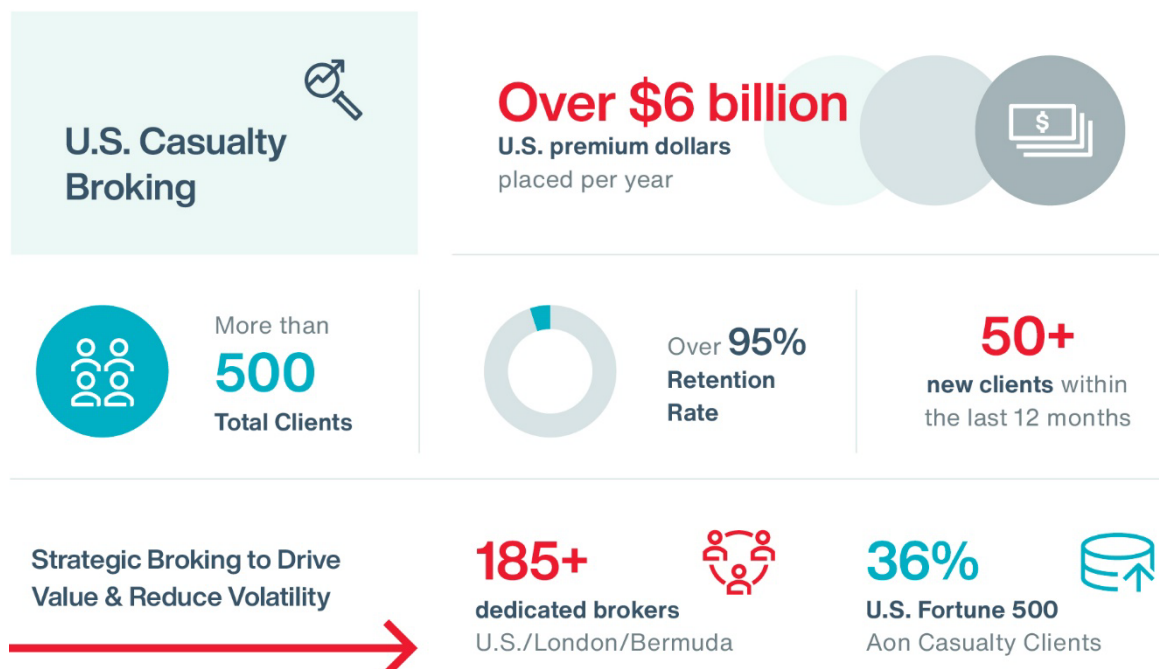 U.S. Casualty
Broking
Over $6 billion
U.S. premium dollars
placed per year
$
More than
500
Total Clients
Over 95%
Retention
Rate
50+
new clients within
the last 12 months
Strategic Broking to Drive
Value & Reduce Volatility
185+
dedicated brokers
U.S./London/Bermuda
36%
U.S. Fortune 500
Aon Casualty Clients